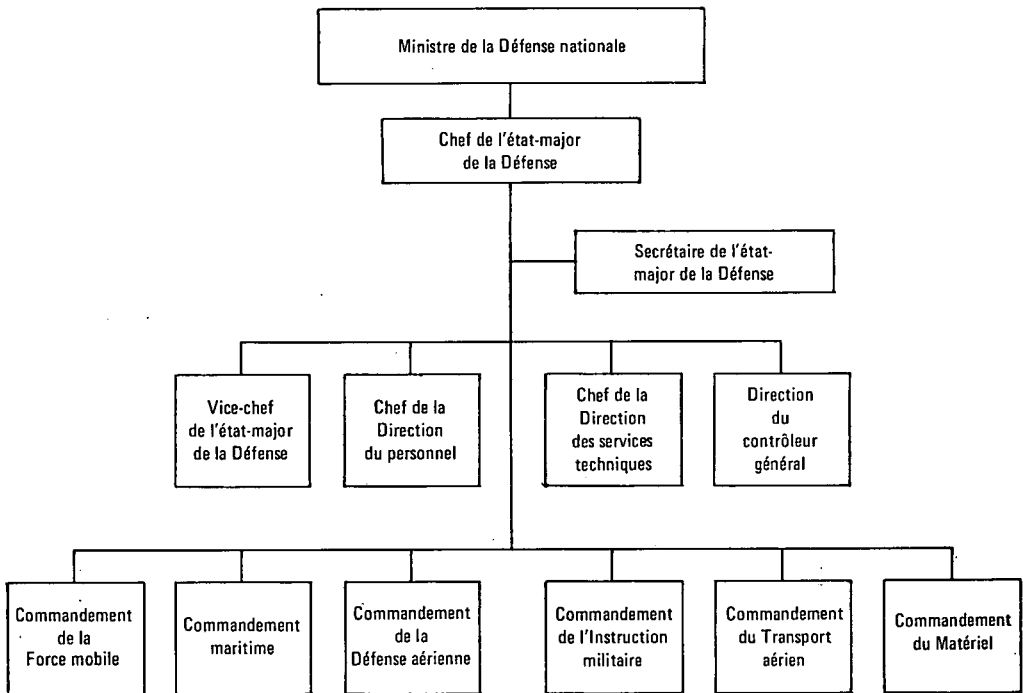 Ministre de la Défense nationale
Chef de l'état-major
de la Défense
Secrétaire de l'état-
major de la Défense
Vice-chef
de l'état-major
de la Défense
Chef de la
Direction
du personnel
Chef de la
Direction
des services
techniques
Direction
du
contrôleur
général
Commandement
de la
Force mobile
Commandement
maritime
Commandement
de la
Défense aérienne
Commandement
de l'Instruction
militaire
Commandement
du Transport
aérien
Commandement
du Matériel